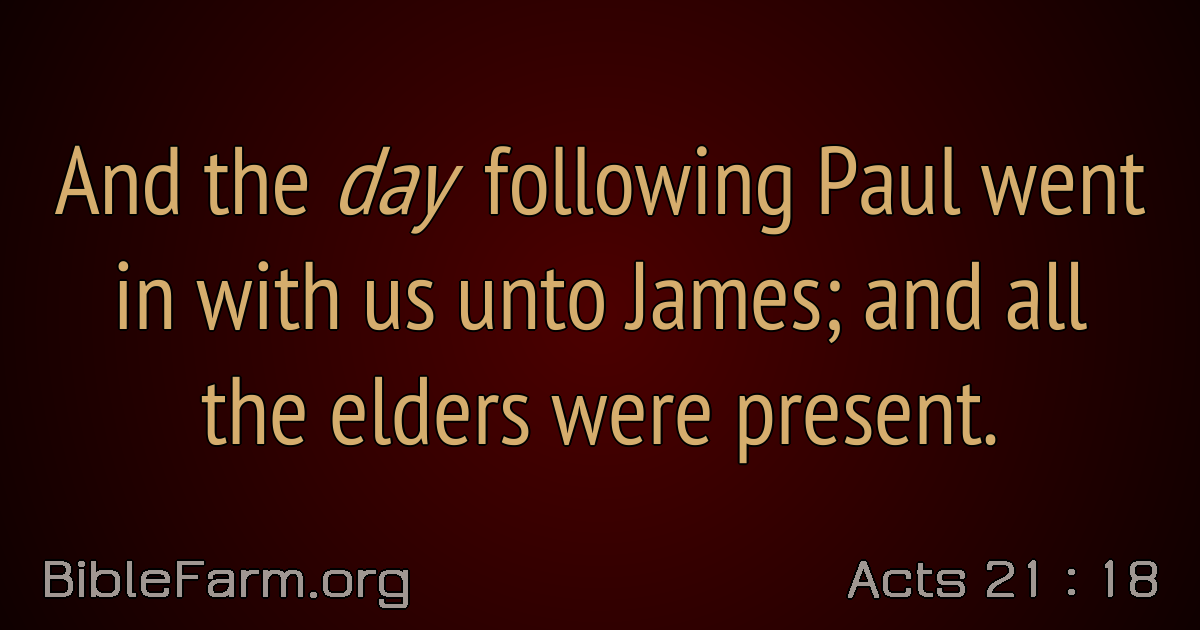 And the day following Paul went
in with us unto James; and all
the elders were present.
BibleFarm.org
Acts 21 : 18